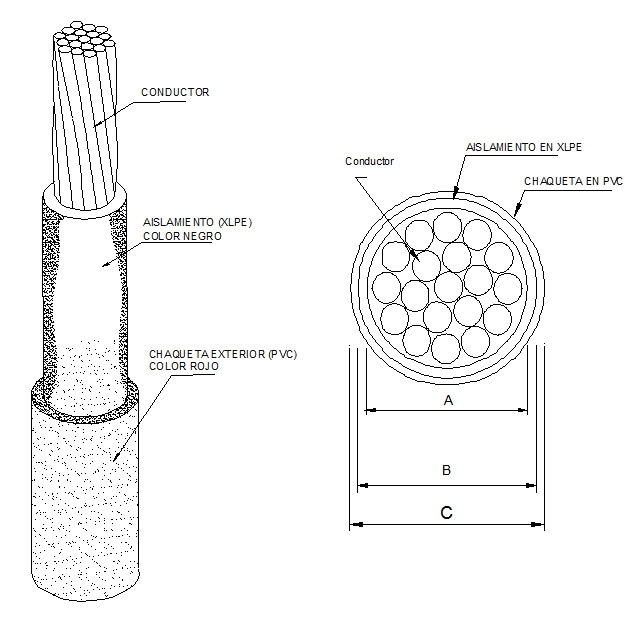 CONDUCTOR
AISLAMIENTO (XLPE)
COLOR NEGRO
CHAQUETA EXTERIOR (PVC)
COLOR ROJO
AISLAMIENTO EN XLPE
Conductor
CHAQUETA EN PVC
A
B
C